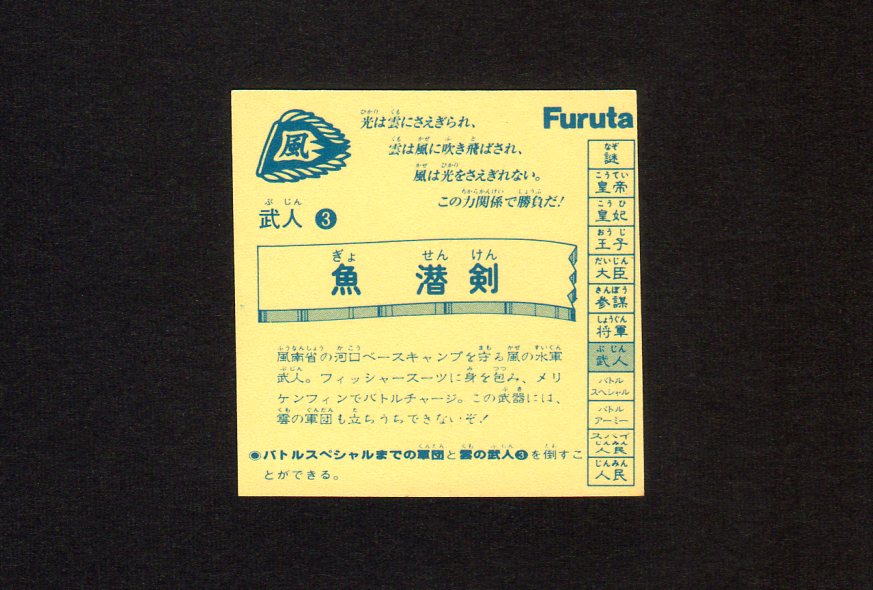 風
光は雲にさえぎられ、
雲は風に吹き飛ばされ、
風は光をさえぎれない。
この力関係で勝負だ!
Furuta
武人 3
魚 潜 剣
風南省の河口ベースキャンプを守る風の水軍
武人。フィッシャースーツに身を包み、メリ
ケンフィンでバトルチャージ。この武器には、
雲の軍団も立ちうちできないぞ!
●バトルスペシャルまでの軍団と雲の武人3を倒すこ
とができる。
謎
皇帝
皇妃
王子
大臣
参謀
将軍
武人
バトル
スペシャル
バトル
アーミー
スパイ
人民
人民